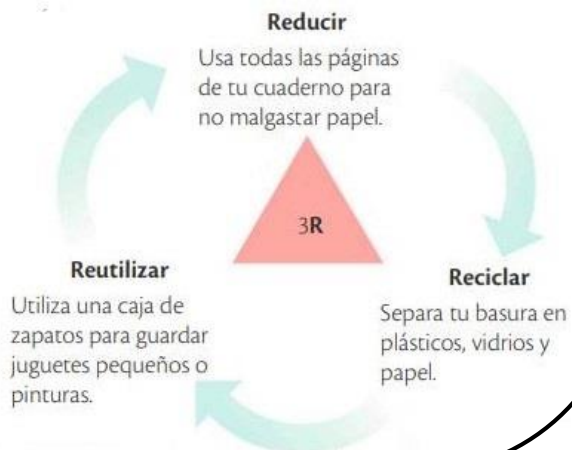 Reducir
Usa todas las páginas
de tu cuaderno para
no malgastar papel.
3R
Reutilizar
Utiliza una caja de
zapatos para guardar
juguetes pequeños o
pinturas.
Reciclar
Separa tu basura en
plásticos, vidrios y
papel.